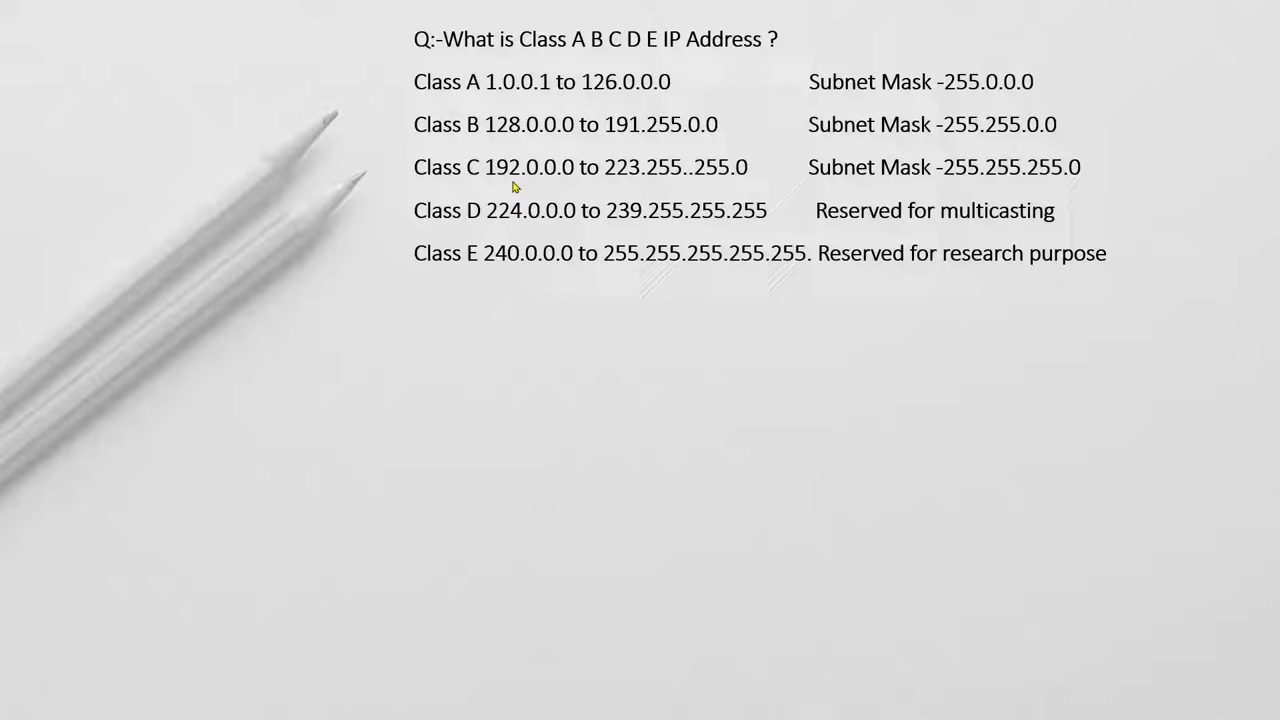 Q:-What is Class A B C D E IP Address ?
Class A 1.0.0.1 to 126.0.0.0 Subnet Mask -255.0.0.0
Class B 128.0.0.0 to 191.255.0.0 Subnet Mask -255.255.0.0
Class C 192.0.0.0 to 223.255..255.0 Subnet Mask -255.255.255.0
Class D 224.0.0.0 to 239.255.255.255 Reserved for multicasting
Class E 240.0.0.0 to 255.255.255.255.255. Reserved for research purpose